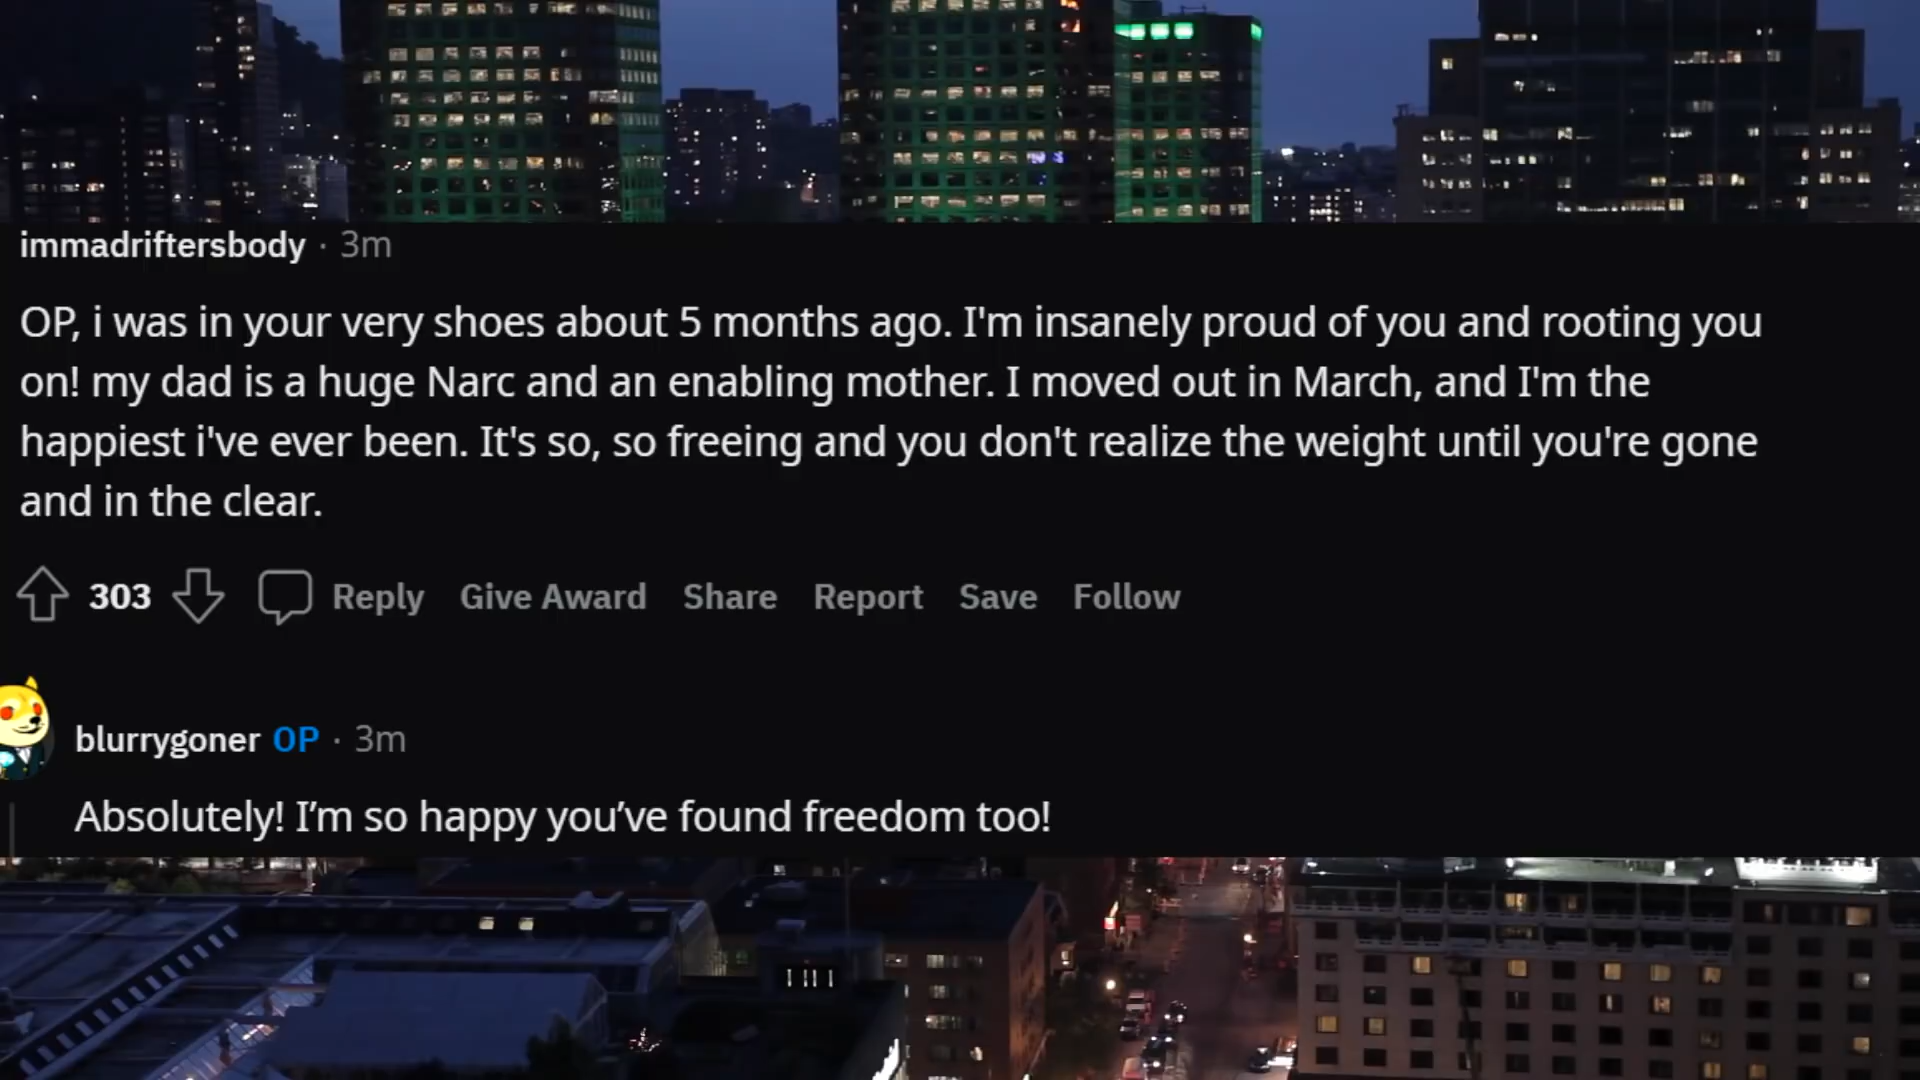 immadriftersbody · 3m
OP, i was in your very shoes about 5 months ago. I'm insanely proud of you and rooting you
on! my dad is a huge Narc and an enabling mother. I moved out in March, and I'm the
happiest i've ever been. It's so, so freeing and you don't realize the weight until you're gone
and in the clear.
303 Reply Give Award Share Report Save Follow
blurrygoner OP · 3m
Absolutely! I’m so happy you’ve found freedom too!